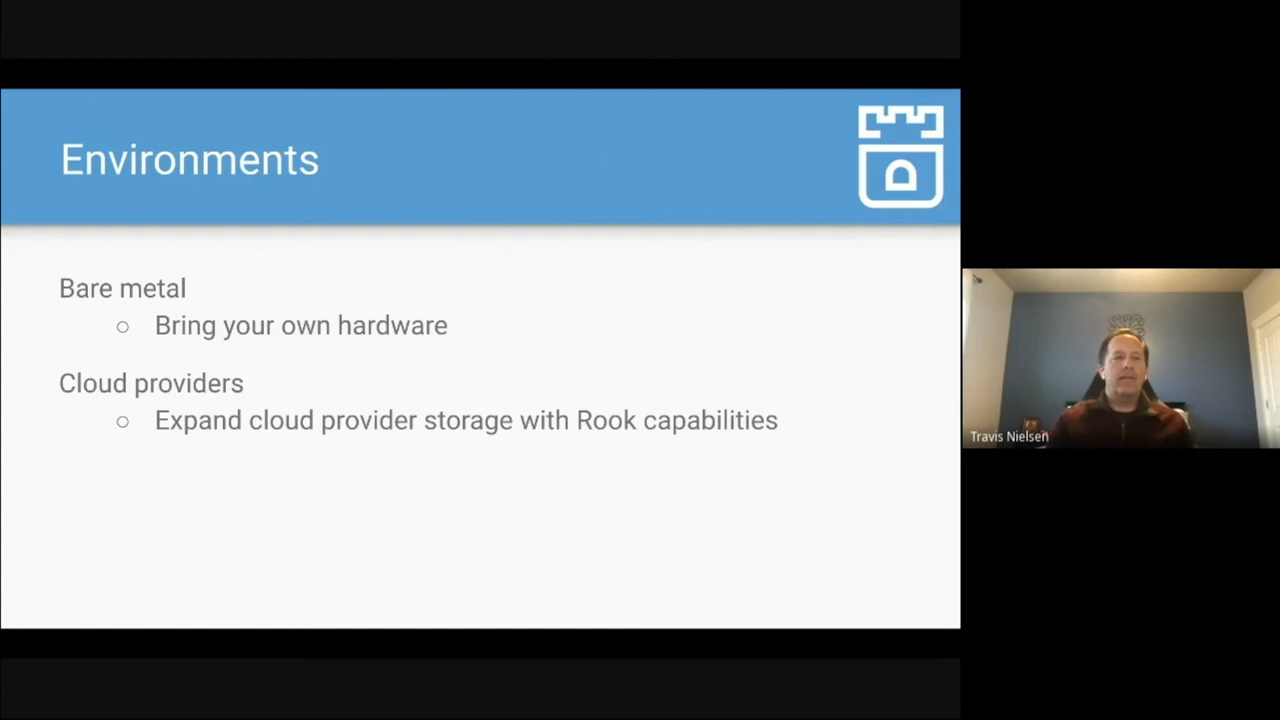 Environments
Bare metal
Bring your own hardware
Cloud providers
Expand cloud provider storage with Rook capabilities
Travis Nielsen